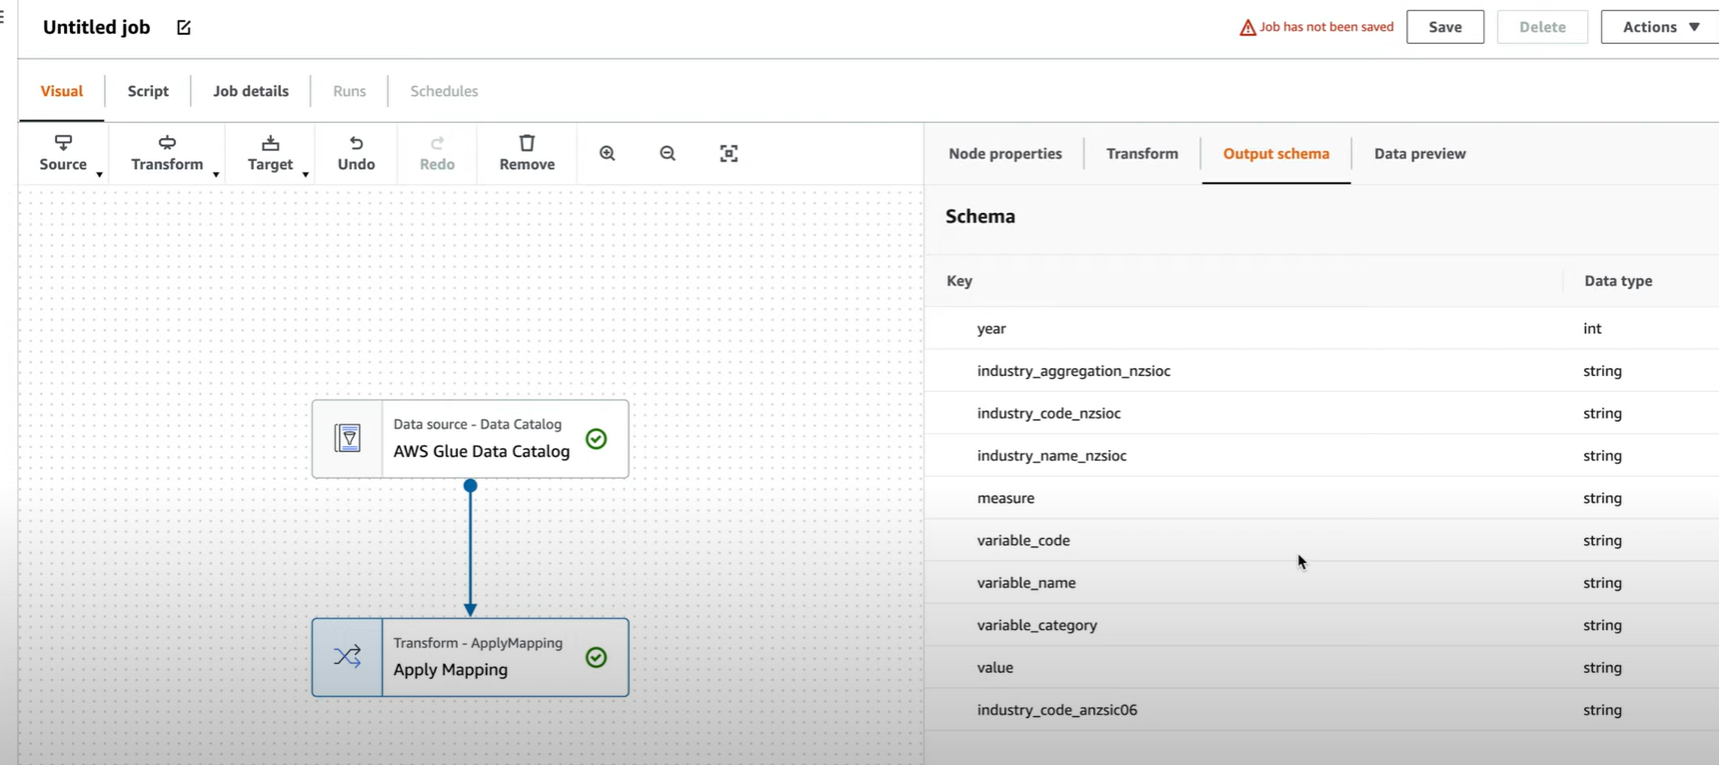 Untitled job
Job has not been saved
Save
Delete
Actions
Visual
Script
Job details
Runs
Schedules
Source
Transform
Target
Undo
Redo
Remove
Node properties
Transform
Output schema
Data preview
Schema
Key
Data type
year
int
industry_aggregation_nzsioc
string
industry_code_nzsioc
string
industry_name_nzsioc
string
measure
string
variable_code
string
variable_name
string
variable_category
string
value
string
industry_code_anzsic06
string
Data source - Data Catalog
AWS Glue Data Catalog
Transform - ApplyMapping
Apply Mapping